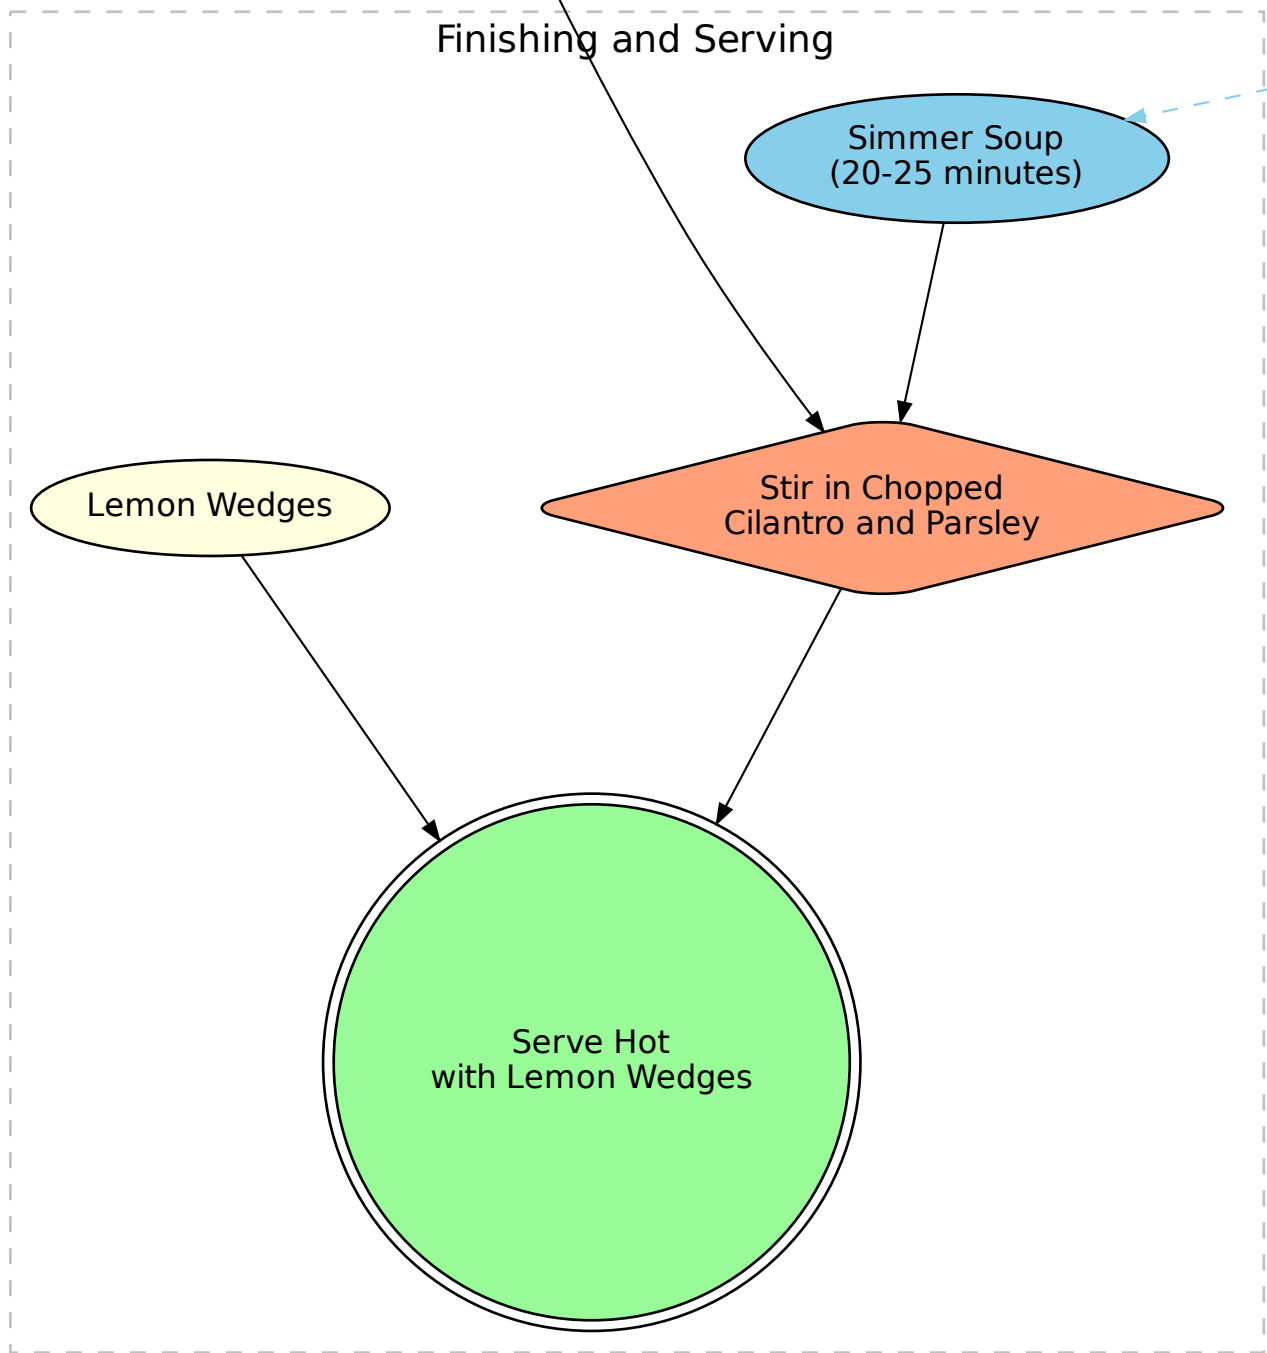 Finishing and Serving
Simmer Soup
(20-25 minutes)
Lemon Wedges
Stir in Chopped
Cilantro and Parsley
Serve Hot
with Lemon Wedges